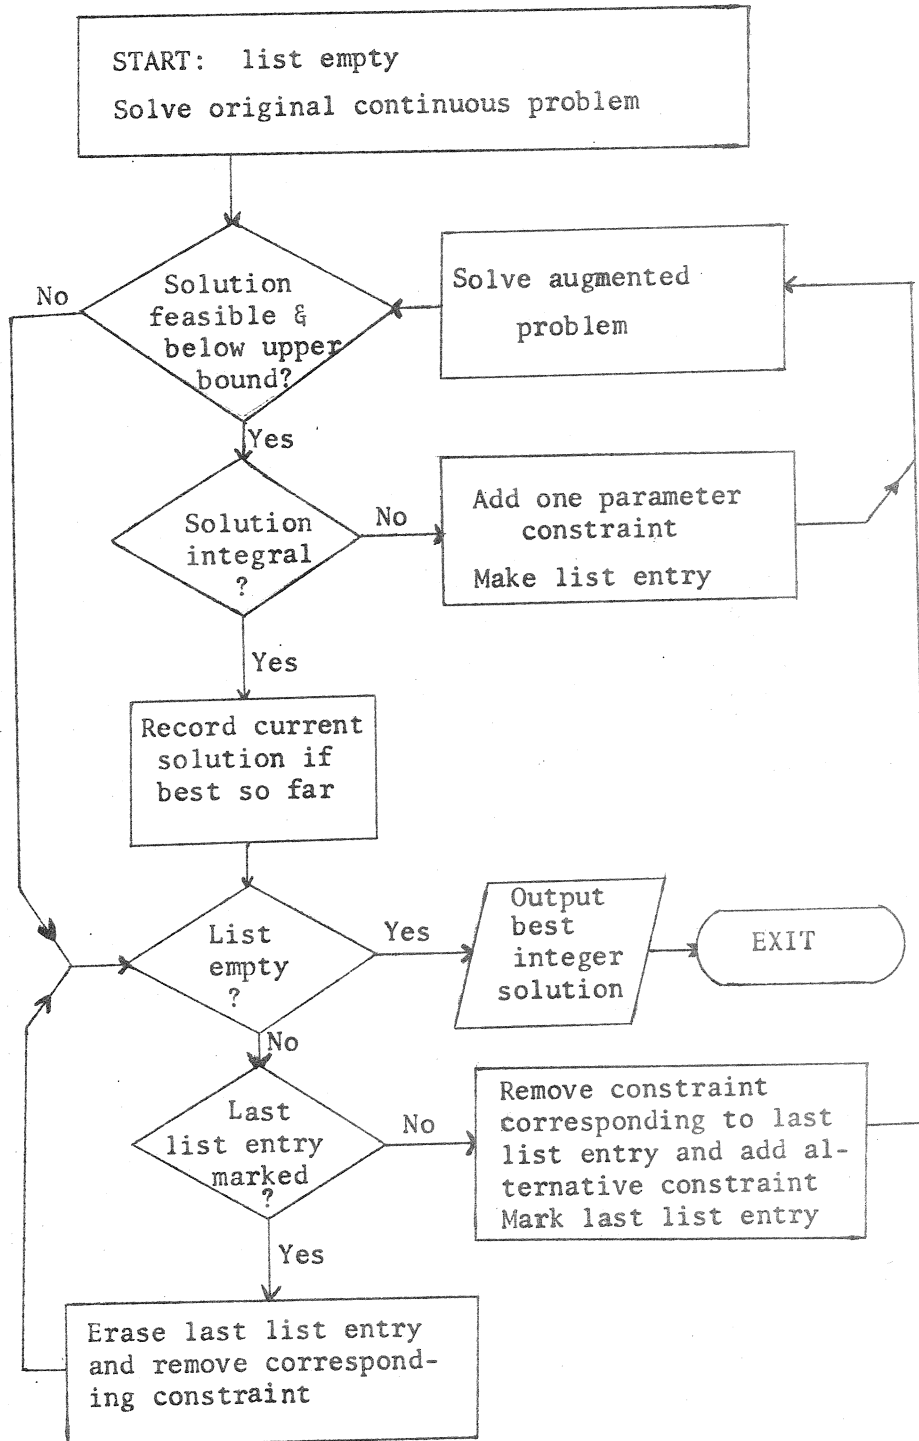 START: list empty
Solve original continuous problem
Solution
feasible &
below upper
bound?
No
Solve augmented
problem
Yes
Solution
integral
?
No
Add one parameter
constraint
Make list entry
Yes
Record current
solution if
best so far
List
empty
?
Yes
Output
best
integer
solution
EXIT
No
Last
list entry
marked
?
No
Remove constraint
corresponding to last
list entry and add al-
ternative constraint
Mark last list entry
Yes
Erase last list entry
and remove correspond-
ing constraint